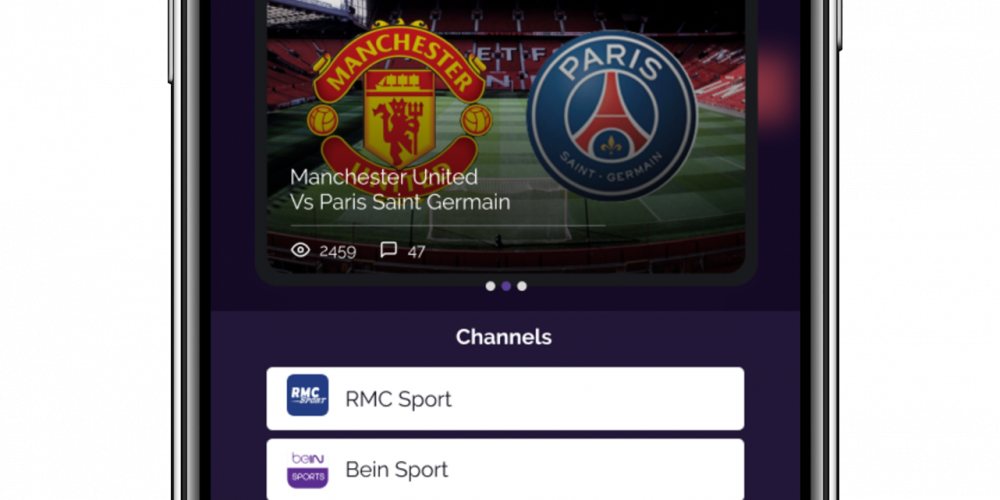 MANCHESTER
UNITED
PARIS
SAINT-GERMAIN
Manchester United
Vs Paris Saint Germain
2459
47
Channels
RMC
SPORT
RMC Sport
beIN
SPORTS
Bein Sport